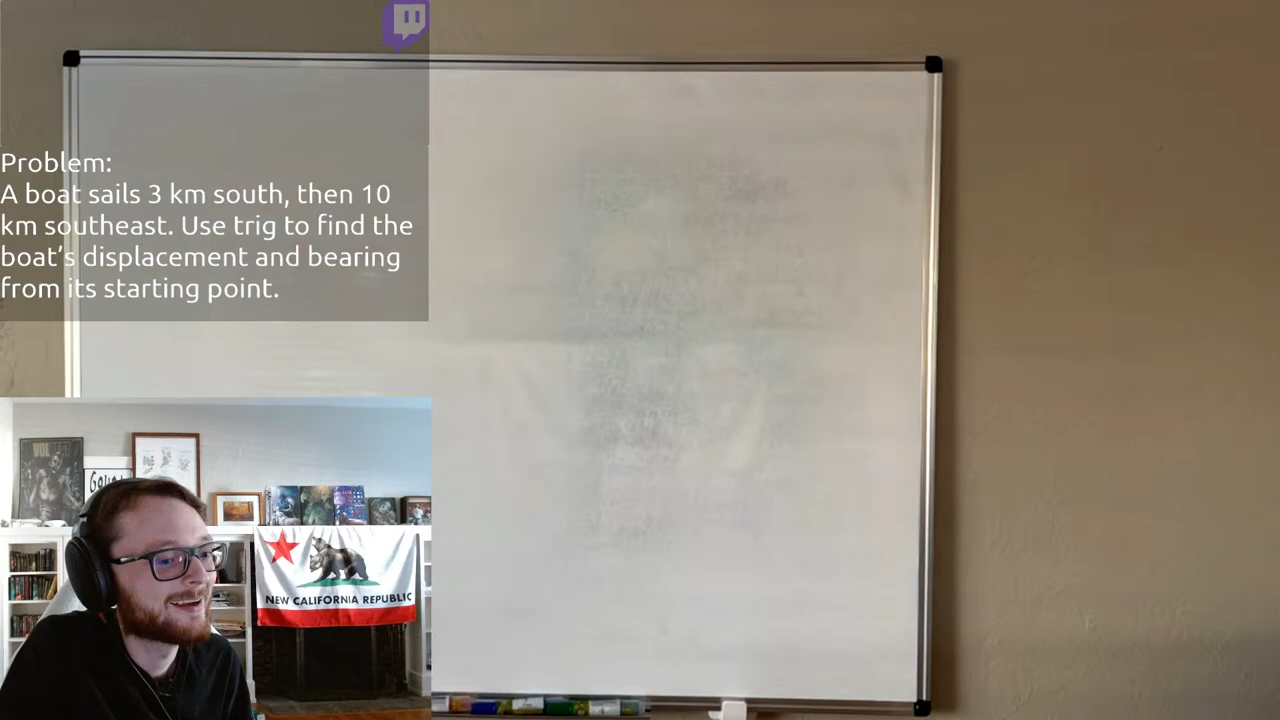 Problem:
A boat sails 3 km south, then 10
km southeast. Use trig to find the
boat’s displacement and bearing
from its starting point.
VOL
NEW CALIFORNIA REPUBLIC